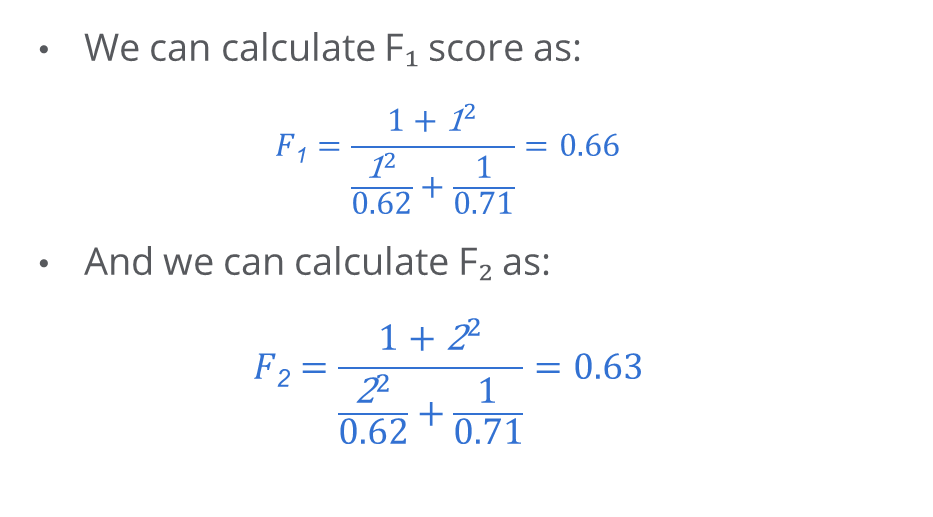 • We can calculate F₁ score as:
F₁ = (1 + 1²) / (1²/0.62 + 1/0.71) = 0.66
• And we can calculate F₂ as:
F₂ = (1 + 2²) / (2²/0.62 + 1/0.71) = 0.63